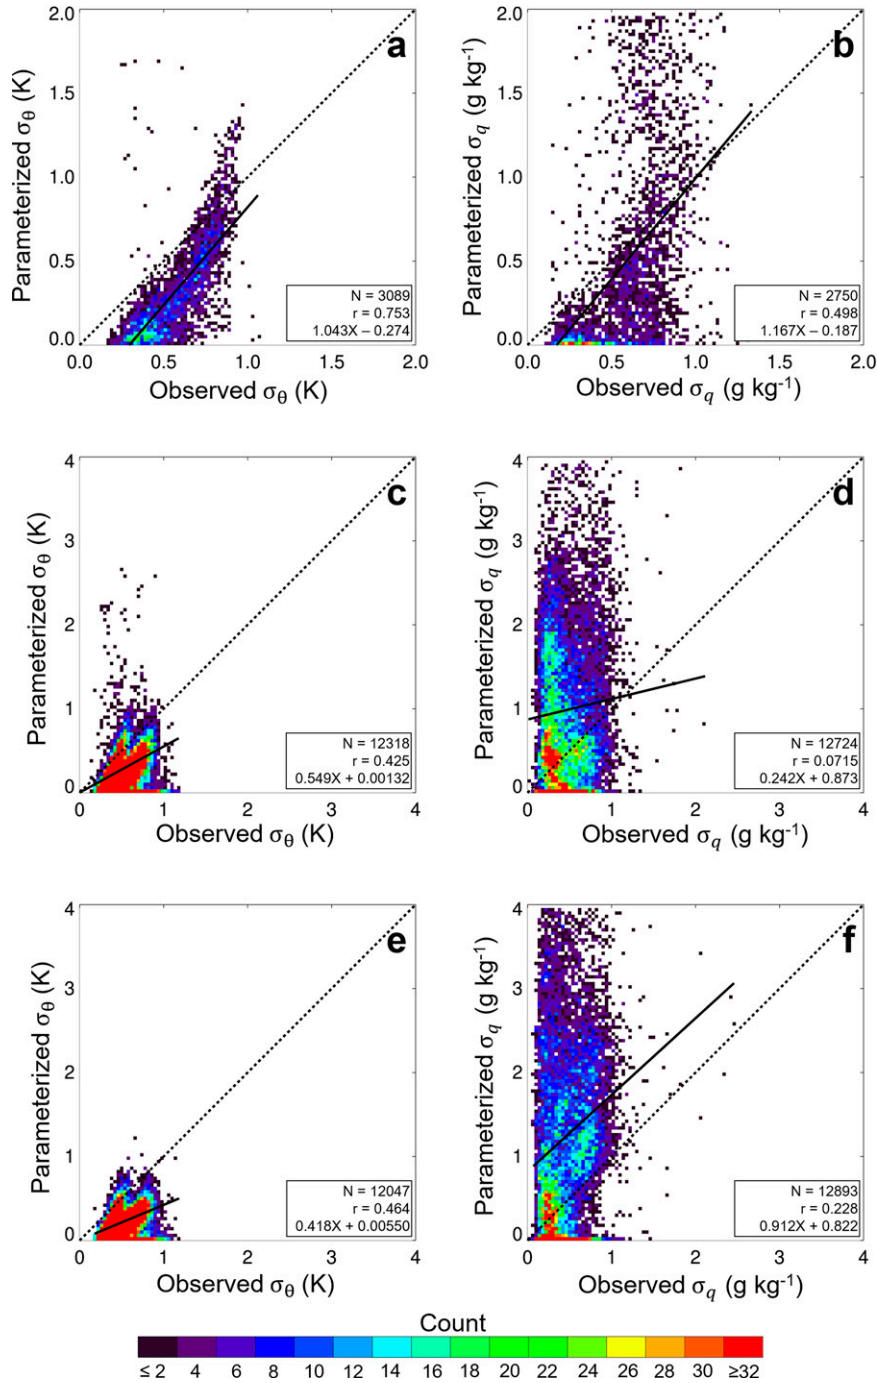 a
b
Parameterized σθ (K)
2.0
1.5
1.0
0.5
0.0
N = 3089
r = 0.753
1.043X – 0.274
0.0 0.5 1.0 1.5 2.0
Observed σθ (K)
Parameterized σq (g kg-1)
2.0
1.5
1.0
0.5
0.0
N = 2750
r = 0.498
1.167X – 0.187
0.0 0.5 1.0 1.5 2.0
Observed σq (g kg-1)
c
d
Parameterized σθ (K)
4
3
2
1
0
N = 12318
r = 0.425
0.549X + 0.00132
0 1 2 3 4
Observed σθ (K)
Parameterized σq (g kg-1)
4
3
2
1
0
N = 12724
r = 0.0715
0.242X + 0.873
0 1 2 3 4
Observed σq (g kg-1)
e
f
Parameterized σθ (K)
4
3
2
1
0
N = 12047
r = 0.464
0.418X + 0.00550
0 1 2 3 4
Observed σθ (K)
Parameterized σq (g kg-1)
4
3
2
1
0
N = 12893
r = 0.228
0.912X + 0.822
0 1 2 3 4
Observed σq (g kg-1)
Count
≤ 2 4 6 8 10 12 14 16 18 20 22 24 26 28 30 ≥32